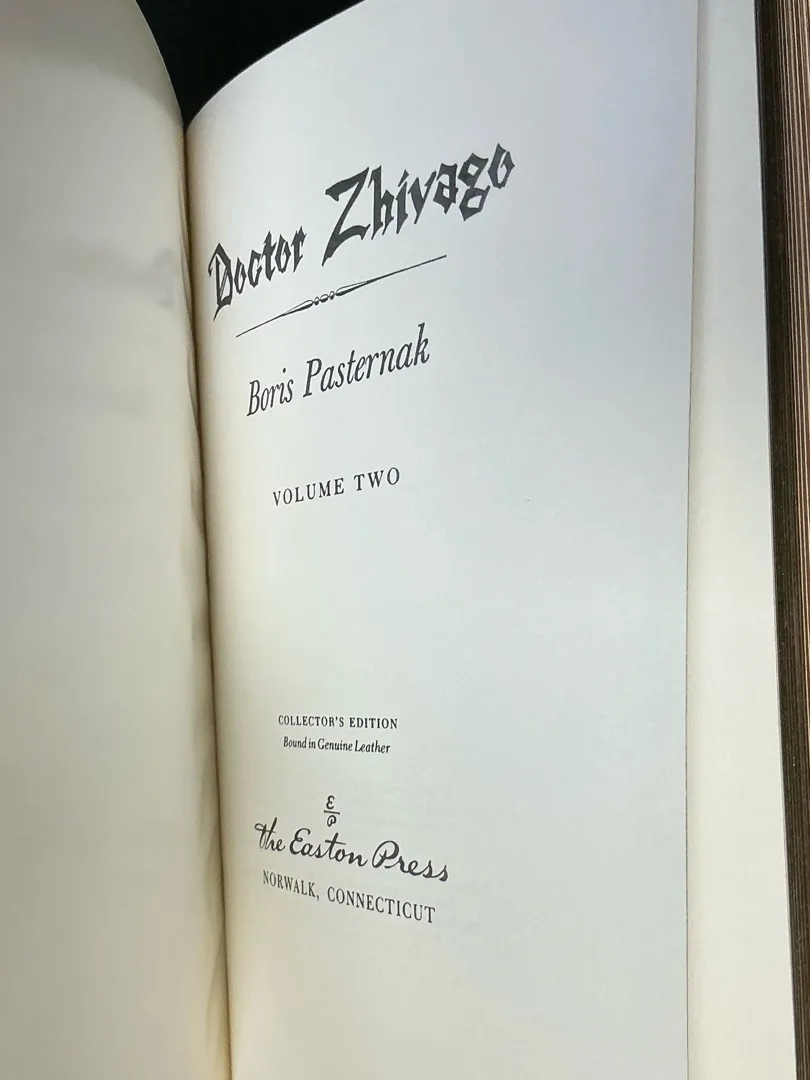 Doctor Zhivago
Boris Pasternak
VOLUME TWO
COLLECTOR'S EDITION
Bound in Genuine Leather
E
P
The Easton Press
NORWALK, CONNECTICUT